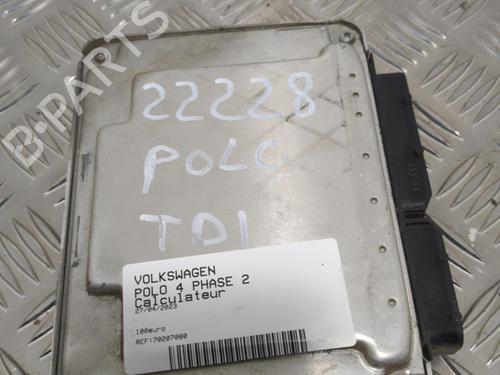 B-PARTS
22228
POLO
TDI
VOLKSWAGEN
POLO 4 PHASE 2
Calculateur
27/04/2023
100euro
REF:70207080